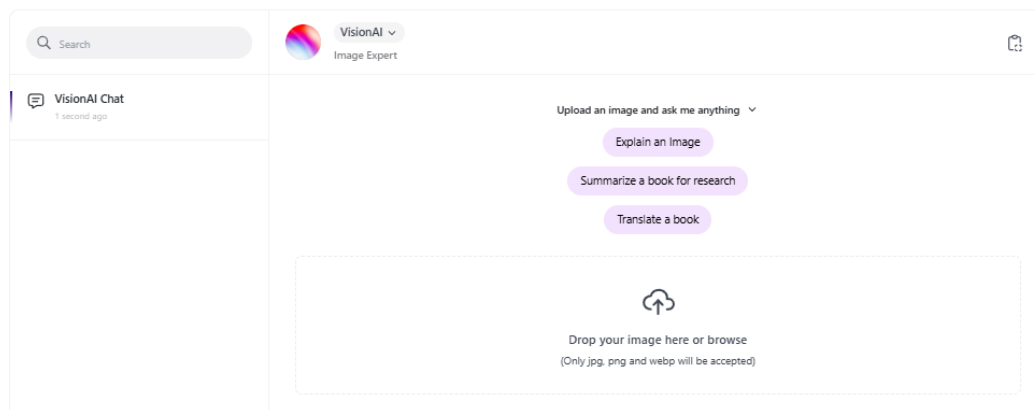 Search
VisionAI Chat
1 second ago
VisionAI
Image Expert
Upload an image and ask me anything
Explain an Image
Summarize a book for research
Translate a book
Drop your image here or browse
(Only jpg, png and webp will be accepted)